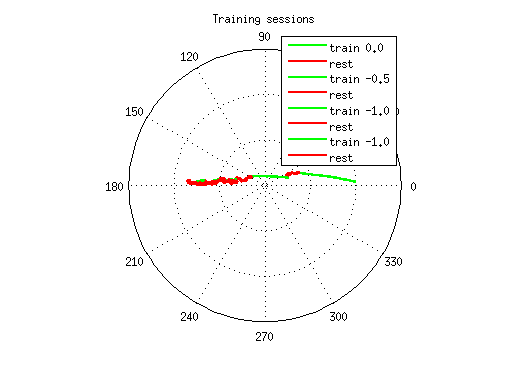 Training sessions
90
120
150
180
210
240
270
300
330
0
train 0.0
rest
train -0.5
rest
train -1.0
rest
train -1.0
rest